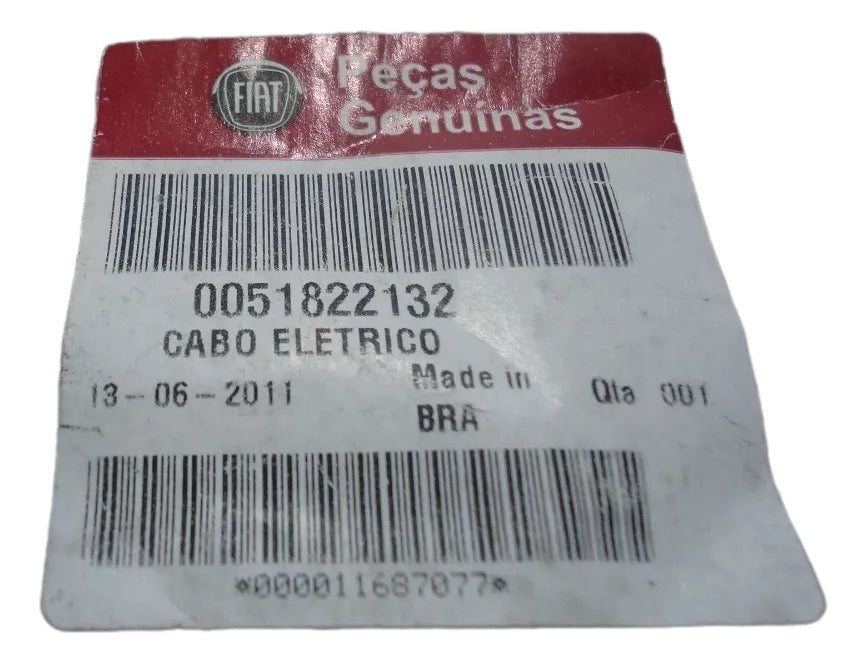 FIAT
Peças
Genuínas
0051822132
CABO ELETRICO
13-06-2011
Made in
BRA
Qta 001
*000011687077*